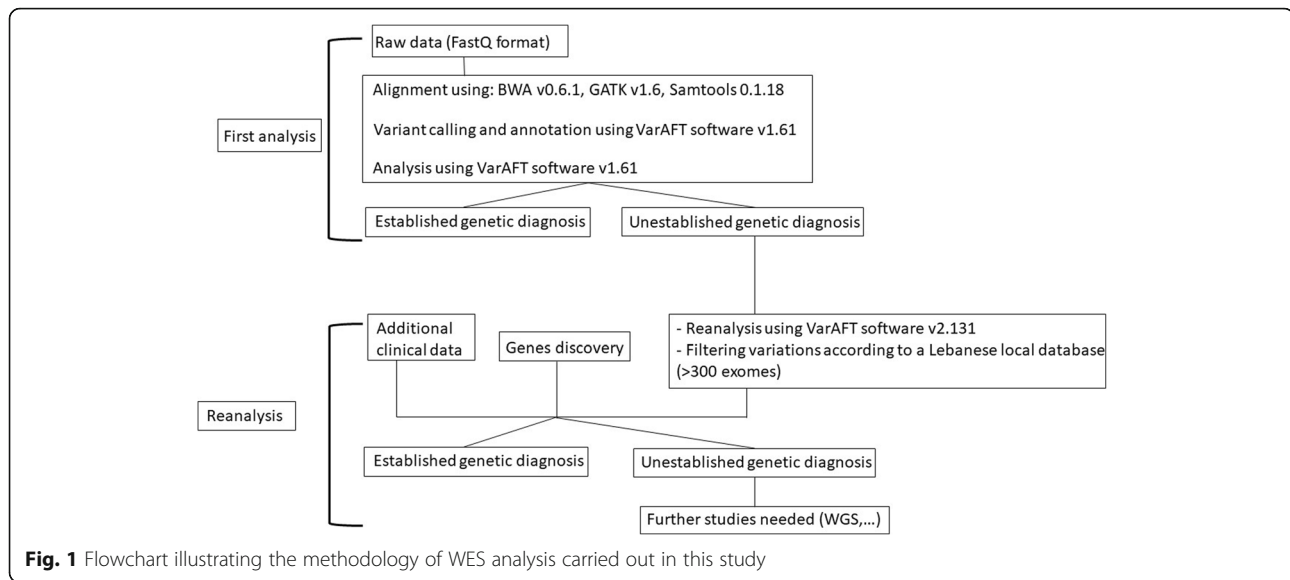 Raw data (FastQ format)
Alignment using: BWA v0.6.1, GATK v1.6, Samtools 0.1.18
Variant calling and annotation using VarAFT software v1.61
Analysis using VarAFT software v1.61
First analysis
Established genetic diagnosis
Unestablished genetic diagnosis
Additional
clinical data
Genes discovery
- Reanalysis using VarAFT software v2.131
- Filtering variations according to a Lebanese local database
(>300 exomes)
Reanalysis
Established genetic diagnosis
Unestablished genetic diagnosis
Further studies needed (WGS,...)
Fig. 1 Flowchart illustrating the methodology of WES analysis carried out in this study